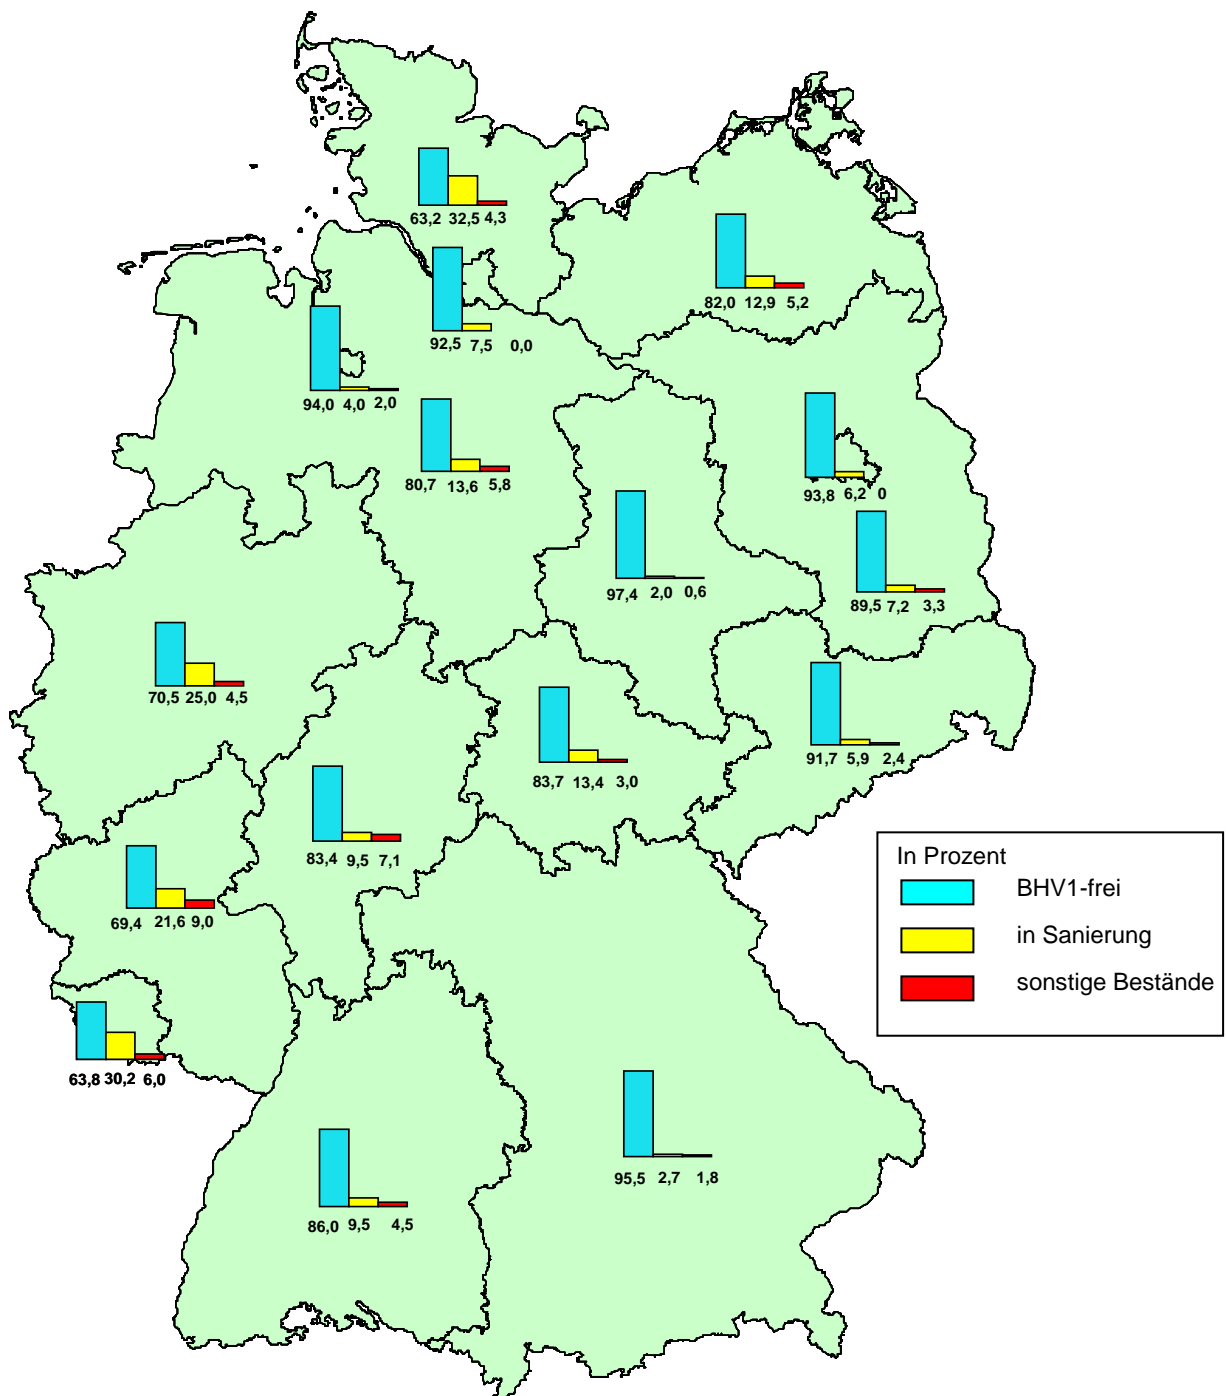 63,2 32,5 4,3
82,0 12,9 5,2
92,5 7,5 0,0
94,0 4,0 2,0
80,7 13,6 5,8
93,8 6,2 0
97,4 2,0 0,6
89,5 7,2 3,3
70,5 25,0 4,5
91,7 5,9 2,4
83,7 13,4 3,0
83,4 9,5 7,1
69,4 21,6 9,0
In Prozent
BHV1-frei
in Sanierung
sonstige Bestände
63,8 30,2 6,0
95,5 2,7 1,8
86,0 9,5 4,5